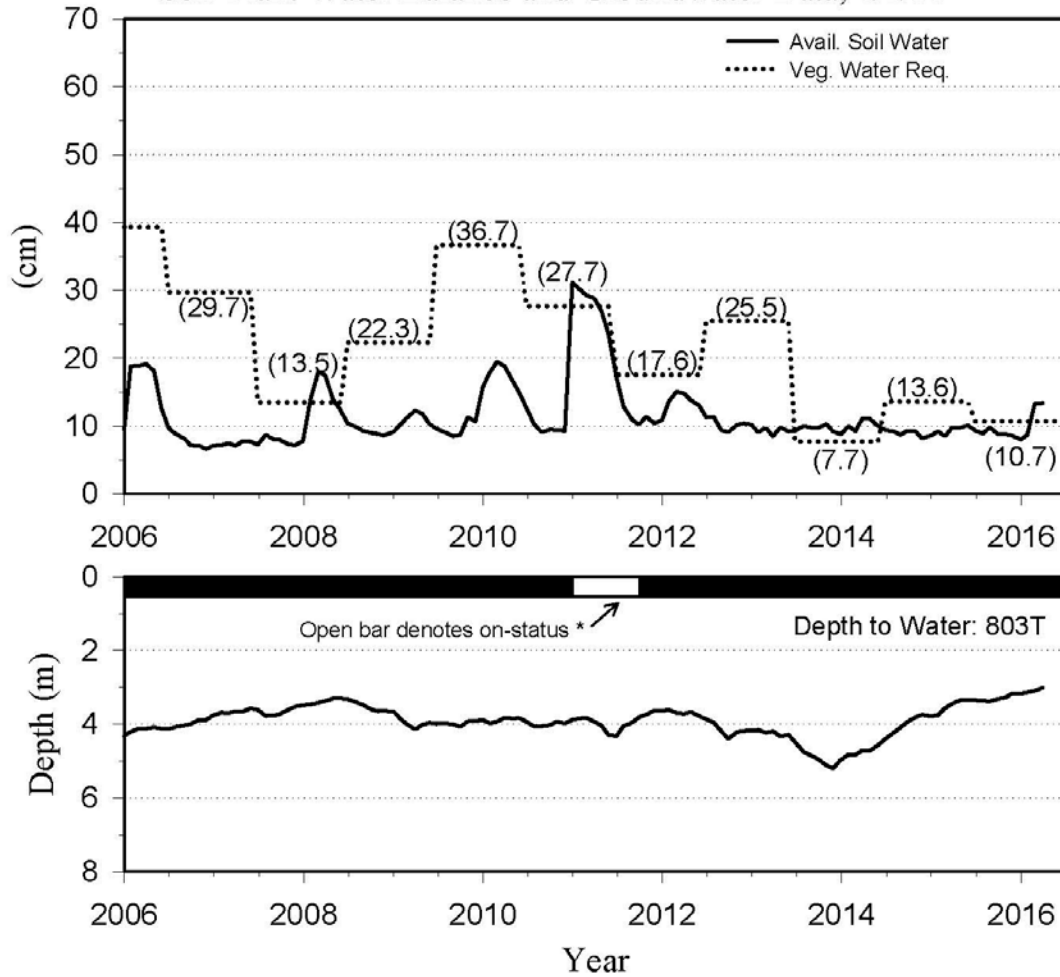 70
Avail. Soil Water
Veg. Water Req.
60
50
40
(36.7)
(cm)
30
(29.7)
(27.7)
(25.5)
(22.3)
20
(17.6)
(13.5)
(13.6)
10
(7.7)
(10.7)
0
2006 2008 2010 2012 2014 2016
0
Open bar denotes on-status *
Depth to Water: 803T
2
Depth (m)
4
6
8
2006 2008 2010 2012 2014 2016
Year